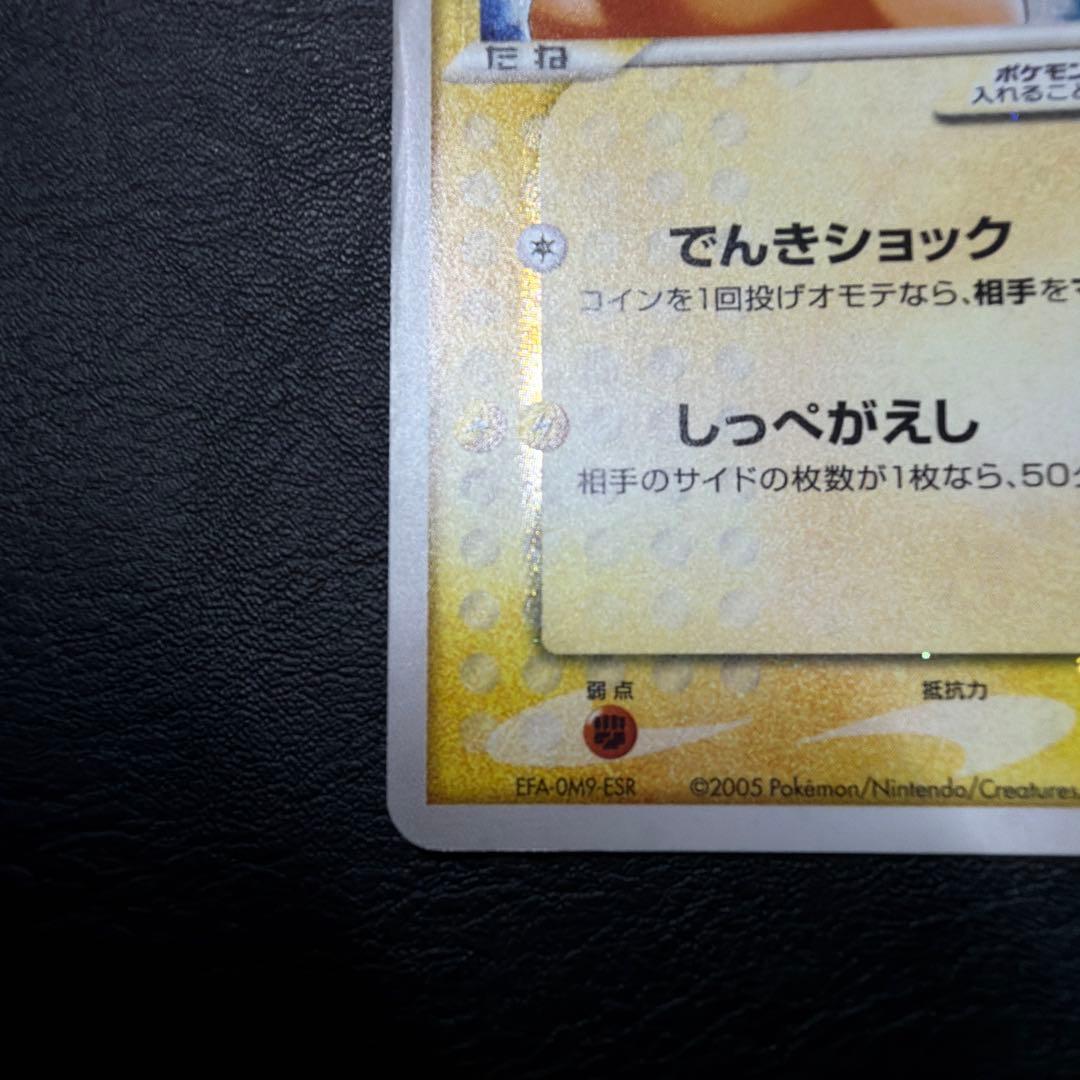 たね
ポケモン
入れること
でんきショック
コインを1回投げオモテなら、相手をマ
しっぺがえし
相手のサイドの枚数が1枚なら、50
弱点
抵抗力
EFA-0M9-ESR
©2005 Pokémon/Nintendo/Creatures